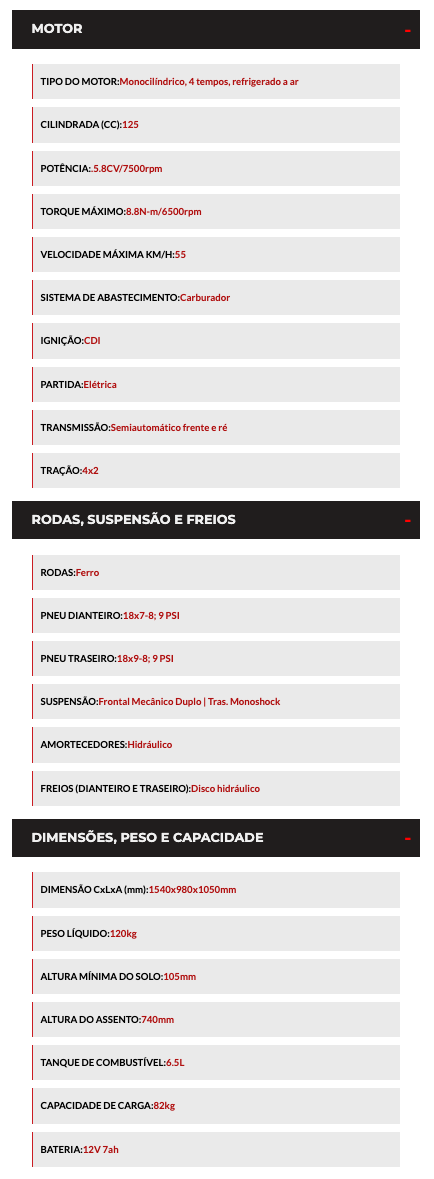 MOTOR -
TIPO DO MOTOR:Monocilíndrico, 4 tempos, refrigerado a ar
CILINDRADA (CC):125
POTÊNCIA:.5.8CV/7500rpm
TORQUE MÁXIMO:8.8N-m/6500rpm
VELOCIDADE MÁXIMA KM/H:55
SISTEMA DE ABASTECIMENTO:Carburador
IGNIÇÃO:CDI
PARTIDA:Elétrica
TRANSMISSÃO:Semiautomático frente e ré
TRAÇÃO:4x2
RODAS, SUSPENSÃO E FREIOS -
RODAS:Ferro
PNEU DIANTEIRO:18x7-8; 9 PSI
PNEU TRASEIRO:18x9-8; 9 PSI
SUSPENSÃO:Frontal Mecânico Duplo | Tras. Monoshock
AMORTECEDORES:Hidráulico
FREIOS (DIANTEIRO E TRASEIRO):Disco hidráulico
DIMENSÕES, PESO E CAPACIDADE -
DIMENSÃO CxLxA (mm):1540x980x1050mm
PESO LÍQUIDO:120kg
ALTURA MÍNIMA DO SOLO:105mm
ALTURA DO ASSENTO:740mm
TANQUE DE COMBUSTÍVEL:6.5L
CAPACIDADE DE CARGA:82kg
BATERIA:12V 7ah